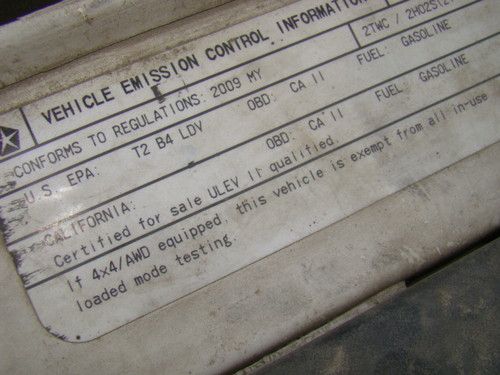 VEHICLE EMISSION CONTROL INFORMATION
CONFORMS TO REGULATIONS: 2009 MY
2TWC /
U.S. EPA: T2 B4 LDV OBD: CA II FUEL: GASOLINE
CALIFORNIA: OBD: CA II FUEL: GASOLINE
Certified for sale ULEV II qualified.
If 4x4/AWD equipped, this vehicle is exempt from all in-use
loaded mode testing.